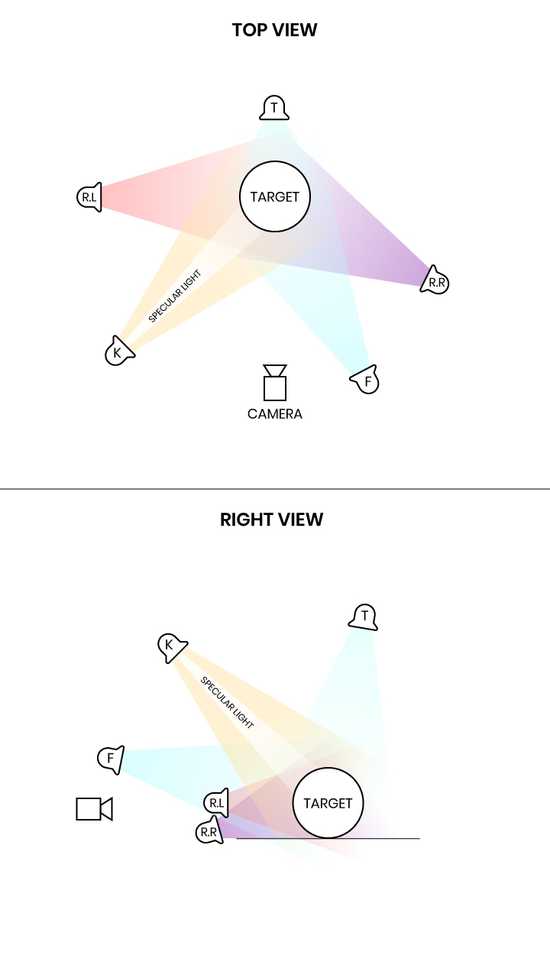 TOP VIEW
T
R.L
TARGET
R.R
SPECULAR LIGHT
K
F
CAMERA
RIGHT VIEW
T
K
SPECULAR LIGHT
F
R.L
TARGET
R.R